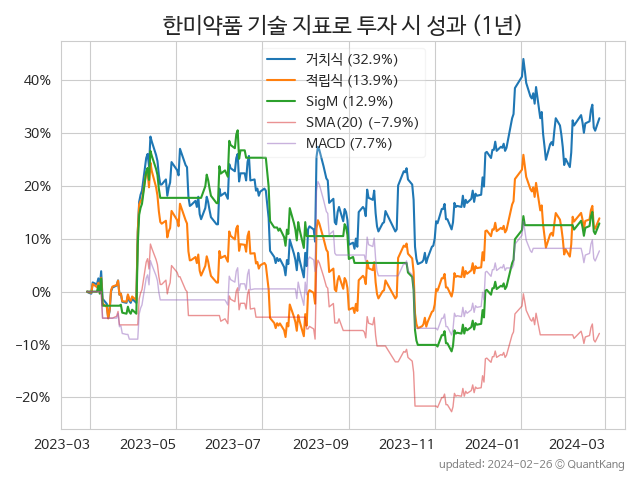 한미약품 기술 지표로 투자 시 성과 (1년)
거치식 (32.9%)
적립식 (13.9%)
SigM (12.9%)
SMA(20) (−7.9%)
MACD (7.7%)
40%
30%
20%
10%
0%
−10%
−20%
2023-03 2023-05 2023-07 2023-09 2023-11 2024-01 2024-03
updated: 2024-02-26 ⓒ QuantKang